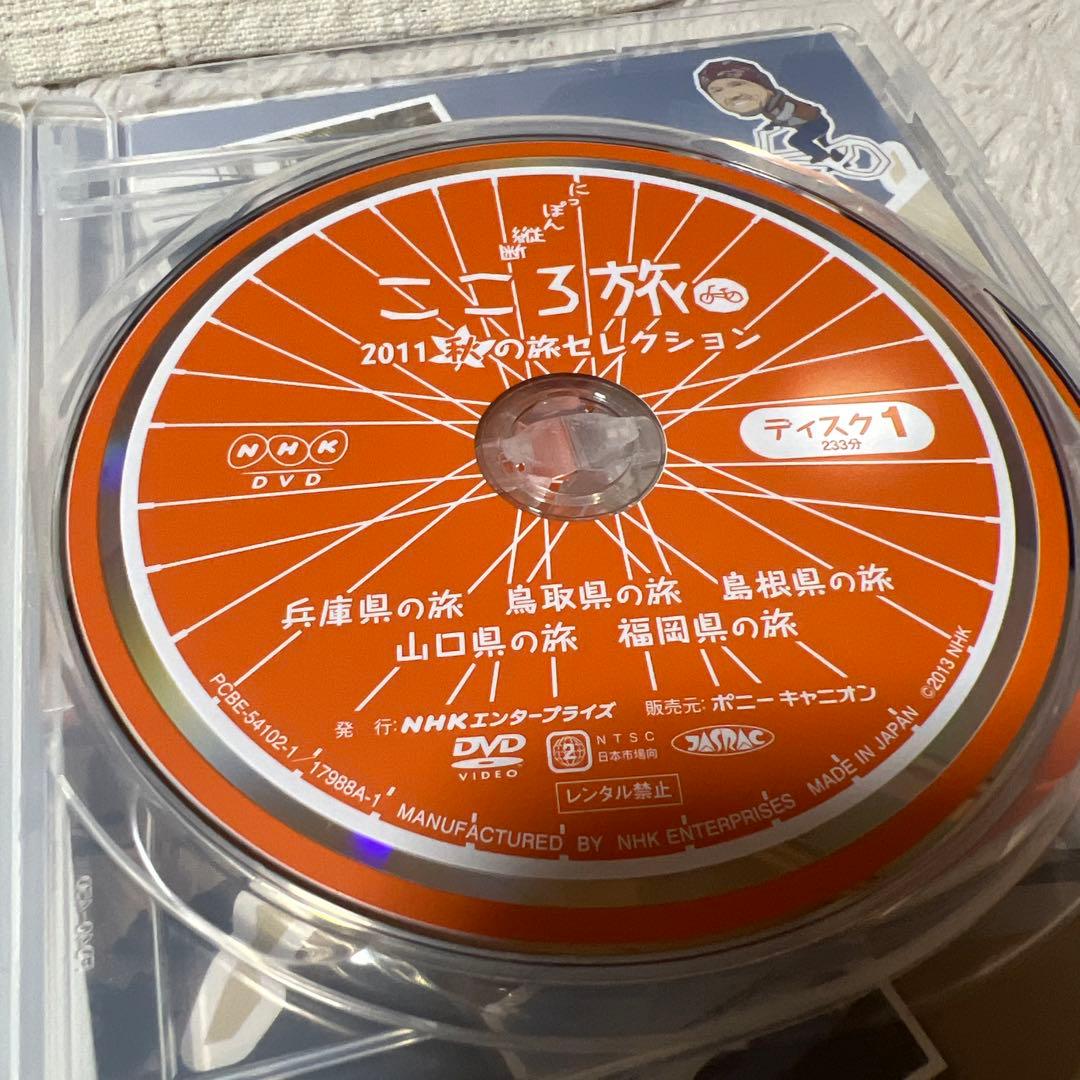 にっぽん縦断
こころ旅
2011 秋の旅セレクション
NHK
DVD
ディスク1
233分
兵庫県の旅 鳥取県の旅 島根県の旅
山口県の旅 福岡県の旅
発 行:NHKエンタープライズ 販売元:ポニーキャニオン
DVD
VIDEO
2
NTSC
日本市場向
JASRAC
レンタル禁止
PCBE-54102-1/17988A-1 MANUFACTURED BY NHK ENTERPRISES MADE IN JAPAN ©2013 NHK